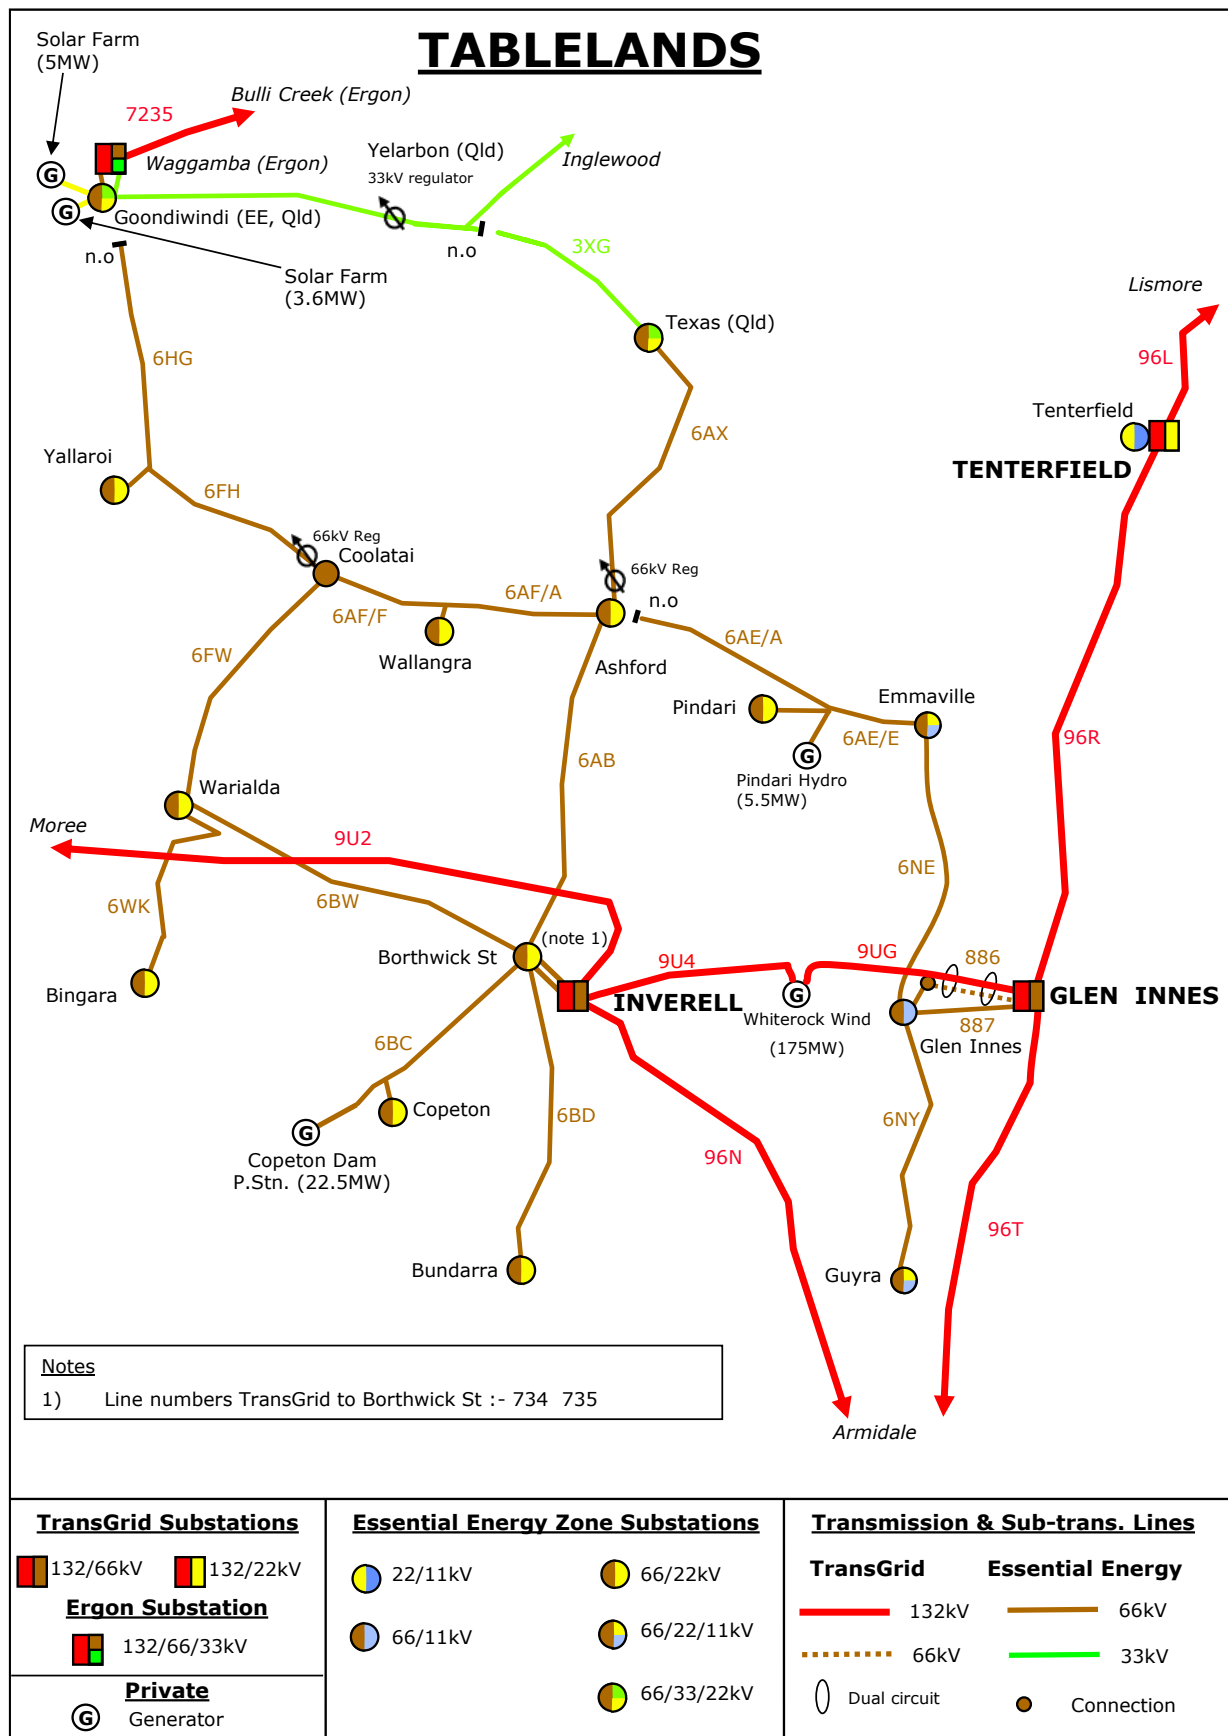 TABLELANDS
Solar Farm
(5MW)
7235
Bulli Creek (Ergon)
Waggamba (Ergon)
Yelarbon (Qld)
33kV regulator
Inglewood
G
G
Goondiwindi (EE, Qld)
n.o
n.o
3XG
Solar Farm
(3.6MW)
Texas (Qld)
Lismore
6HG
96L
6AX
Tenterfield
TENTERFIELD
Yallaroi
6FH
66kV Reg
Coolatai
66kV Reg
6AF/A
6AF/F
n.o
6AE/A
6FW
Wallangra
Ashford
Pindari
Emmaville
6AE/E
96R
G
Pindari Hydro
(5.5MW)
6AB
Warialda
Moree
9U2
6NE
6WK
6BW
(note 1)
Borthwick St
9U4
9UG
886
Bingara
INVERELL
G
GLEN INNES
Whiterock Wind
(175MW)
887
Glen Innes
6BC
Copeton
6BD
6NY
G
Copeton Dam
P.Stn. (22.5MW)
96N
96T
Bundarra
Guyra
Notes
1) Line numbers TransGrid to Borthwick St :- 734 735
Armidale
TransGrid Substations
132/66kV
132/22kV
Ergon Substation
132/66/33kV
Private
G Generator
Essential Energy Zone Substations
22/11kV
66/22kV
66/11kV
66/22/11kV
66/33/22kV
Transmission & Sub-trans. Lines
TransGrid
Essential Energy
132kV
66kV
66kV
33kV
Dual circuit
Connection